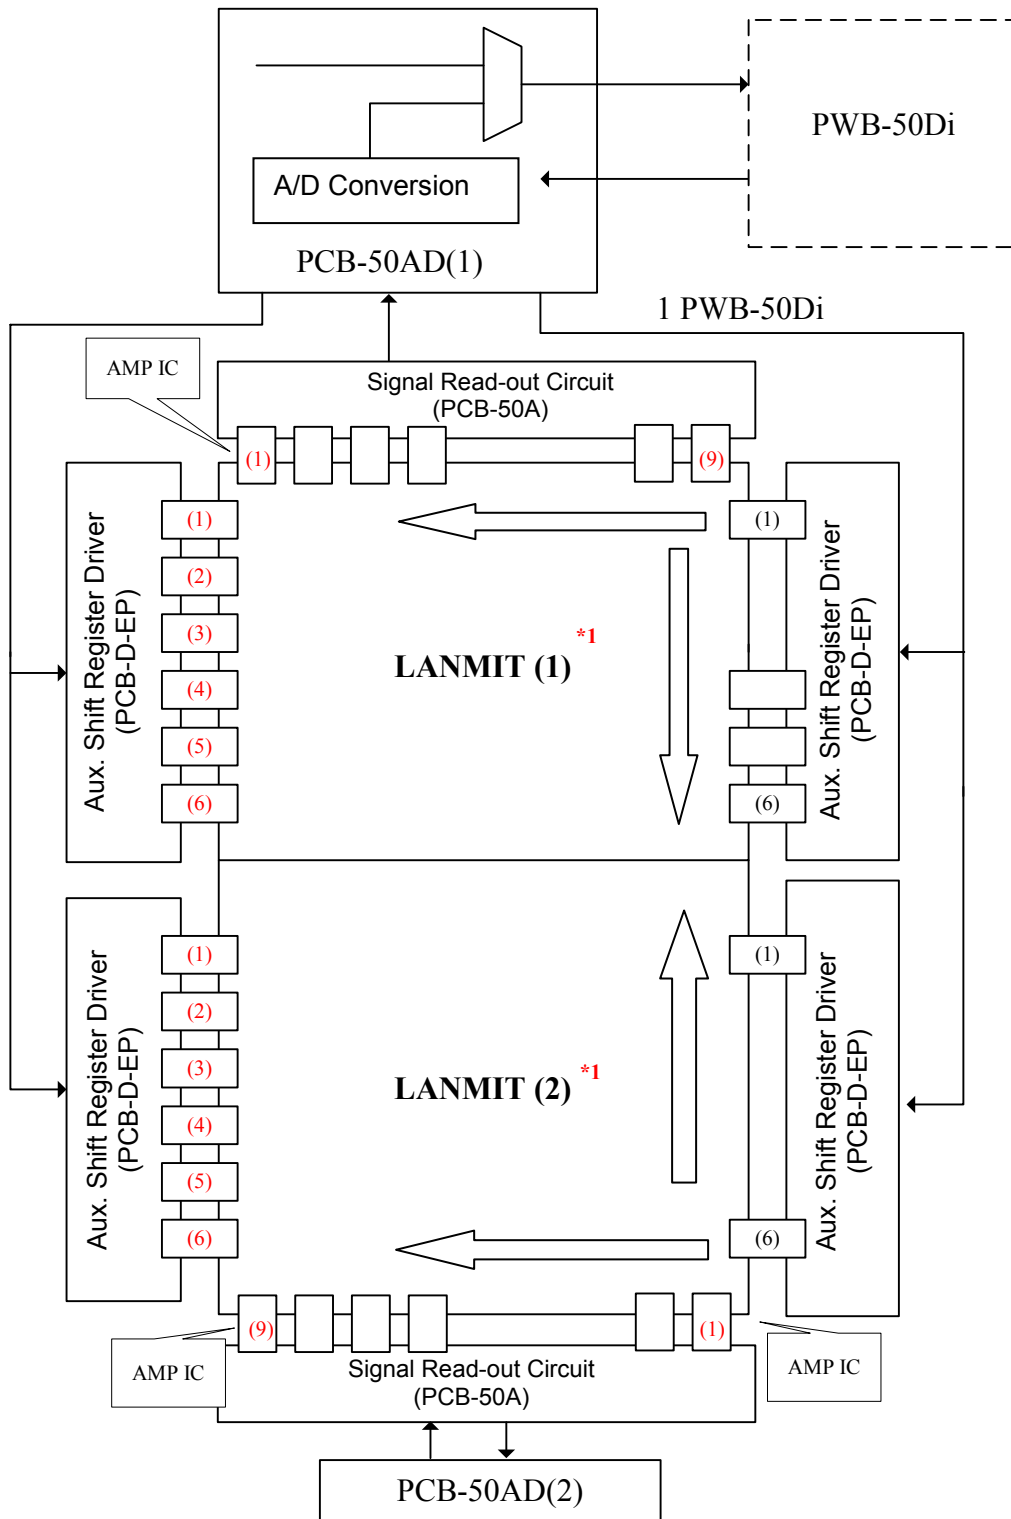 PWB-50Di
A/D Conversion
PCB-50AD(1)
1 PWB-50Di
AMP IC
Signal Read-out Circuit
(PCB-50A)
(1)
(9)
Aux. Shift Register Driver
(PCB-D-EP)
(1)
(2)
(3)
(4)
(5)
(6)
LANMIT (1) *1
(1)
(6)
Aux. Shift Register Driver
(PCB-D-EP)
Aux. Shift Register Driver
(PCB-D-EP)
(1)
(2)
(3)
(4)
(5)
(6)
LANMIT (2) *1
(1)
(6)
Aux. Shift Register Driver
(PCB-D-EP)
(9)
(1)
AMP IC
Signal Read-out Circuit
(PCB-50A)
AMP IC
PCB-50AD(2)